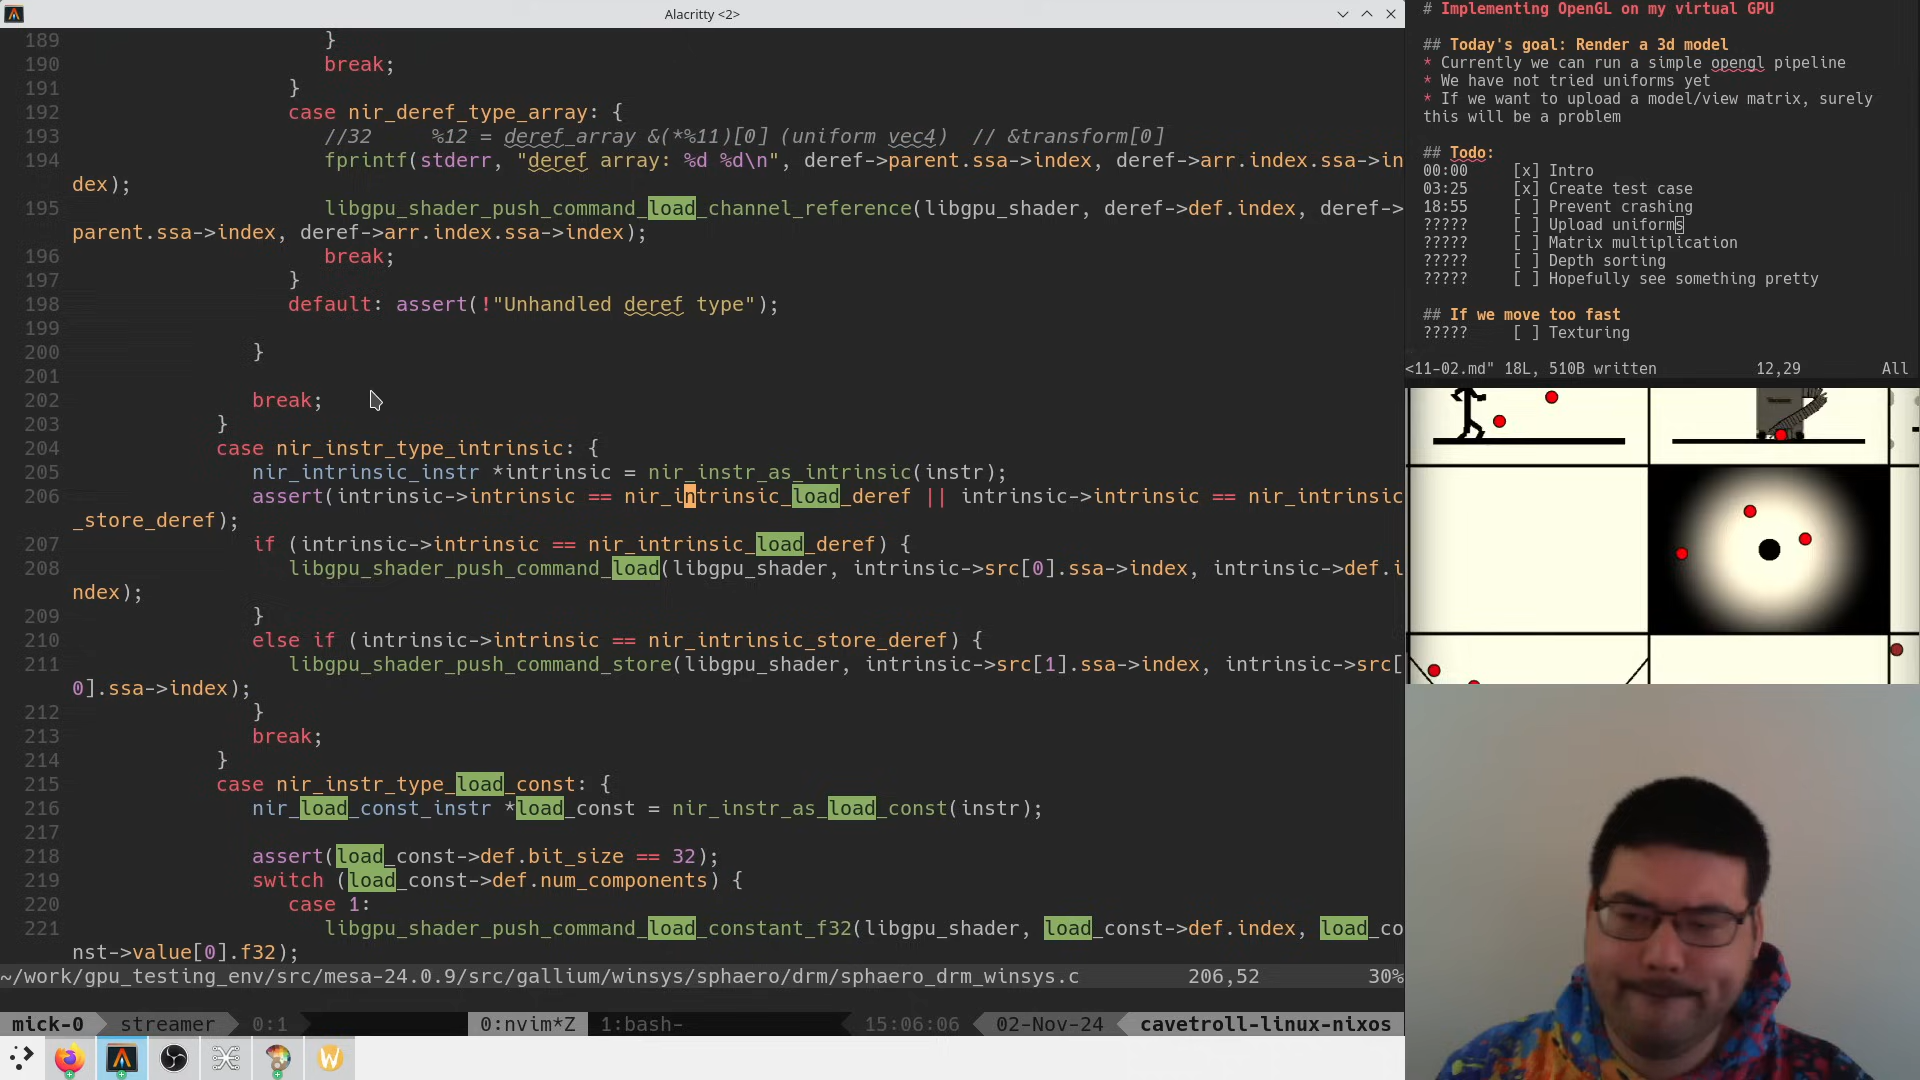 Alacritty <2>
189 }
190 break;
191 }
192 case nir_deref_type_array: {
193 //32 %12 = deref_array &(*%11)[0] (uniform vec4) // &transform[0]
194 fprintf(stderr, "deref array: %d %d\n", deref->parent.ssa->index, deref->arr.index.ssa->in
dex);
195 libgpu_shader_push_command_load_channel_reference(libgpu_shader, deref->def.index, deref->
parent.ssa->index, deref->arr.index.ssa->index);
196 break;
197 }
198 default: assert(!"Unhandled deref type");
199
200 }
201
202 break;
203 }
204 case nir_instr_type_intrinsic: {
205 nir_intrinsic_instr *intrinsic = nir_instr_as_intrinsic(instr);
206 assert(intrinsic->intrinsic == nir_intrinsic_load_deref || intrinsic->intrinsic == nir_intrinsic
_store_deref);
207 if (intrinsic->intrinsic == nir_intrinsic_load_deref) {
208 libgpu_shader_push_command_load(libgpu_shader, intrinsic->src[0].ssa->index, intrinsic->def.i
ndex);
209 }
210 else if (intrinsic->intrinsic == nir_intrinsic_store_deref) {
211 libgpu_shader_push_command_store(libgpu_shader, intrinsic->src[1].ssa->index, intrinsic->src[
0].ssa->index);
212 }
213 break;
214 }
215 case nir_instr_type_load_const: {
216 nir_load_const_instr *load_const = nir_instr_as_load_const(instr);
217
218 assert(load_const->def.bit_size == 32);
219 switch (load_const->def.num_components) {
220 case 1:
221 libgpu_shader_push_command_load_constant_f32(libgpu_shader, load_const->def.index, load_co
nst->value[0].f32);
~/work/gpu_testing_env/src/mesa-24.0.9/src/gallium/winsys/sphaero/drm/sphaero_drm_winsys.c 206,52 30%
mick-0 streamer 0:1 0:nvim*Z 1:bash- 15:06:06 02-Nov-24 cavetroll-linux-nixos
# Implementing OpenGL on my virtual GPU
## Today's goal: Render a 3d model
* Currently we can run a simple opengl pipeline
* We have not tried uniforms yet
* If we want to upload a model/view matrix, surely
this will be a problem
## Todo:
00:00 [x] Intro
03:25 [x] Create test case
18:55 [ ] Prevent crashing
????? [ ] Upload uniforms
????? [ ] Matrix multiplication
????? [ ] Depth sorting
????? [ ] Hopefully see something pretty
## If we move too fast
????? [ ] Texturing
<11-02.md" 18L, 510B written 12,29 All